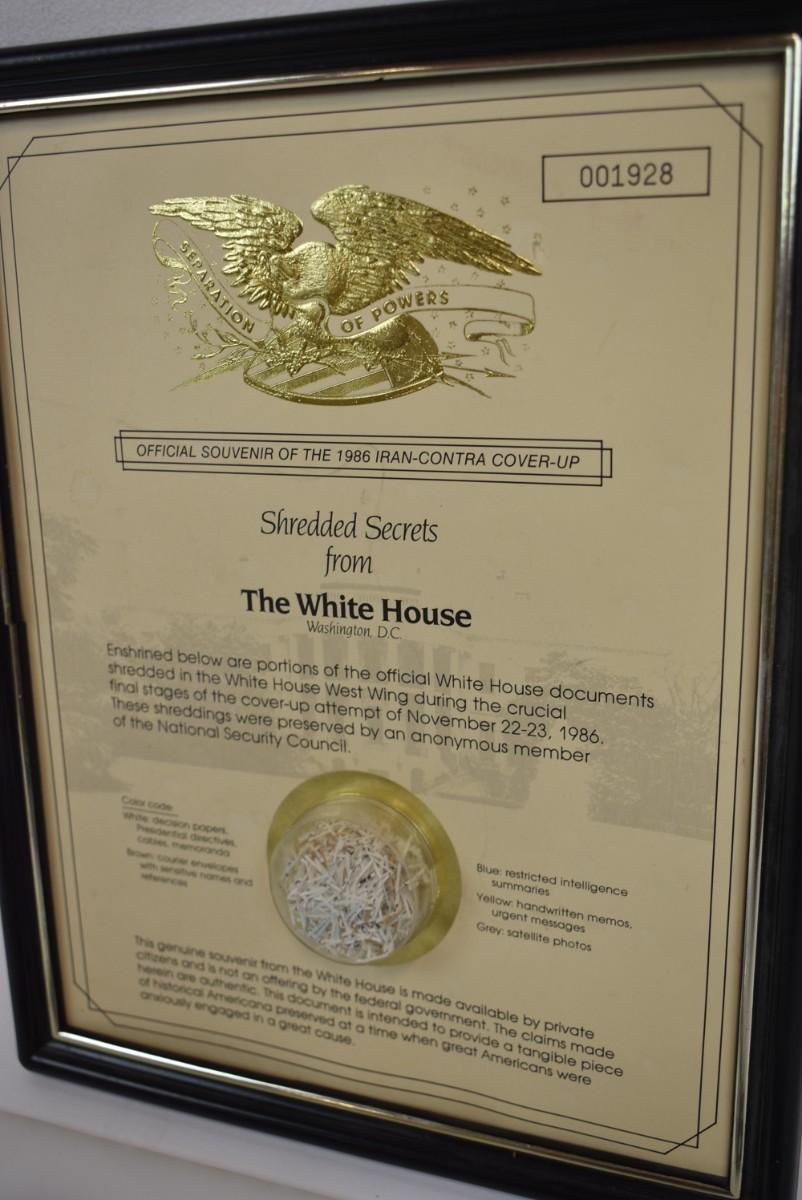 001928
SEPARATION OF POWERS
OFFICIAL SOUVENIR OF THE 1986 IRAN-CONTRA COVER-UP
Shredded Secrets
from
The White House
Washington, D.C.
Enshrined below are portions of the official White House documents
shredded in the White House West Wing during the crucial
final stages of the cover-up attempt of November 22-23, 1986.
These shreddings were preserved by an anonymous member
of the National Security Council.
Color code:
White: decision papers,
Presidential directives,
cables, memoranda
Brown: courier envelopes
with sensitive names and
references
Blue: restricted intelligence
summaries
Yellow: handwritten memos,
urgent messages
Grey: satellite photos
This genuine souvenir from the White House is made available by private
citizens and is not an offering by the federal government. The claims made
herein are authentic. This document is intended to provide a tangible piece
of historical Americana preserved at a time when great Americans were
anxiously engaged in a great cause.